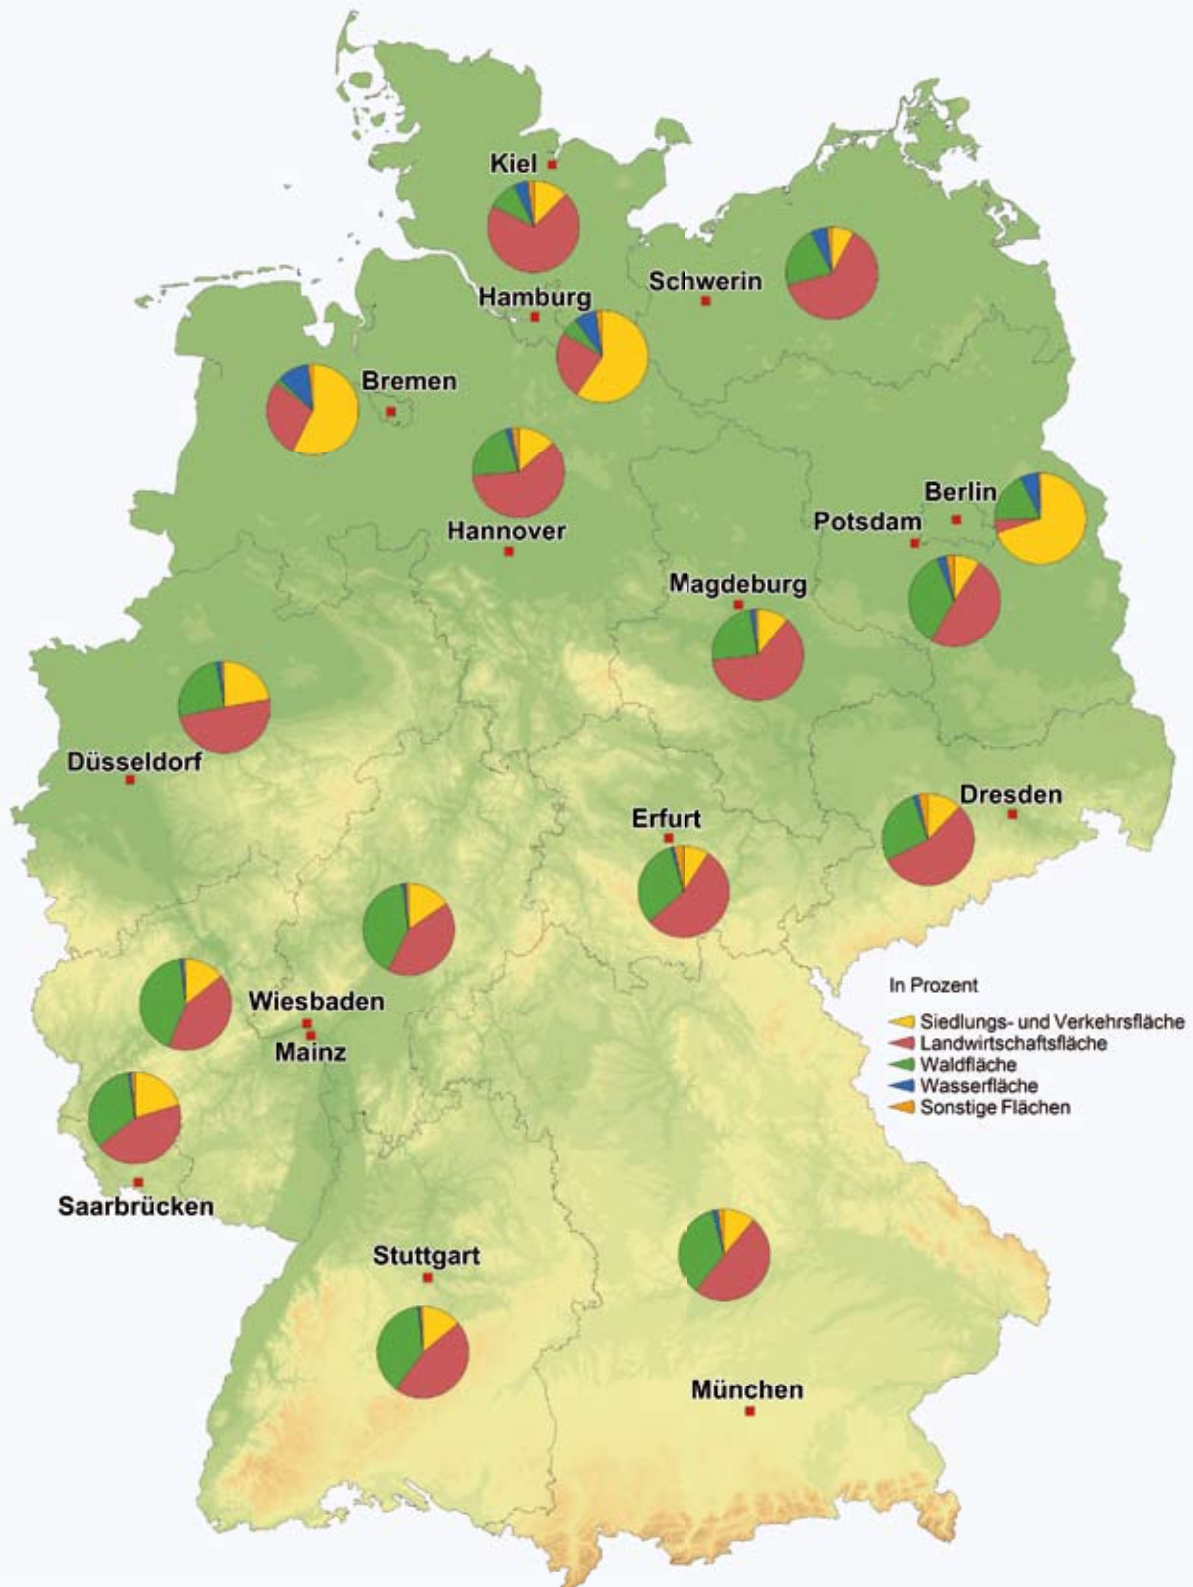 Kiel
Schwerin
Hamburg
Bremen
Berlin
Potsdam
Hannover
Magdeburg
Düsseldorf
Dresden
Erfurt
In Prozent
Siedlungs- und Verkehrsfläche
Landwirtschaftsfläche
Waldfläche
Wasserfläche
Sonstige Flächen
Wiesbaden
Mainz
Saarbrücken
Stuttgart
München